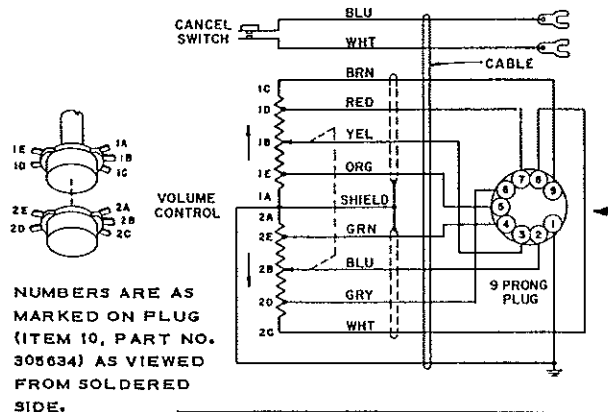 BLU
CANCEL
SWITCH
WHT
CABLE
BRN
1C
RED
1D
YEL
1B
ORG
1E
1A
SHIELD
VOLUME
CONTROL
2A
GRN
2E
BLU
2B
GRY
2D
WHT
2C
1E
1D
1A
1B
1C
2E
2D
2A
2B
2C
7
8
6
9
5
4
1
3
2
9 PRONG
PLUG
NUMBERS ARE AS
MARKED ON PLUG
(ITEM 10, PART NO.
305634) AS VIEWED
FROM SOLDERED
SIDE.